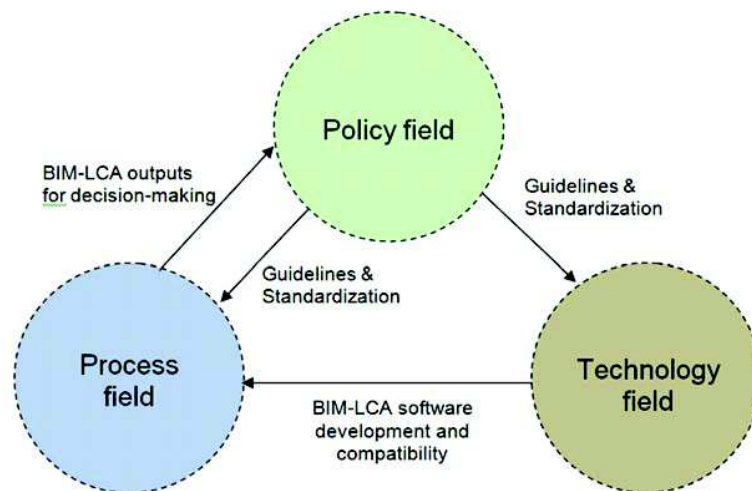 Policy field
BIM-LCA outputs
for decision-making
Guidelines &
Standardization
Guidelines &
Standardization
Process
field
Technology
field
BIM-LCA software
development and
compatibility